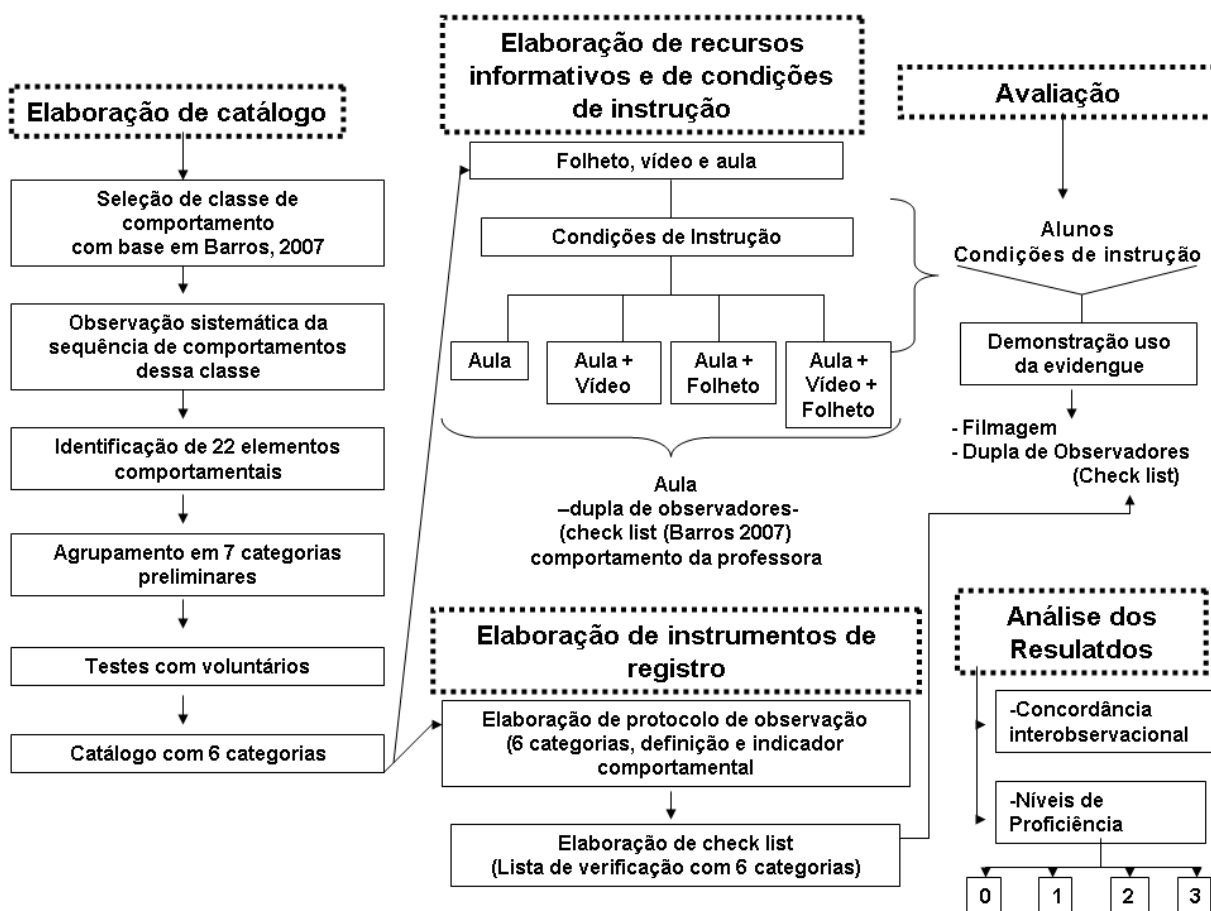 Elaboração de catálogo
Seleção de classe de
comportamento
com base em Barros, 2007
Observação sistemática da
sequência de comportamentos
dessa classe
Identificação de 22 elementos
comportamentais
Agrupamento em 7 categorias
preliminares
Testes com voluntários
Catálogo com 6 categorias
Elaboração de recursos
informativos e de condições
de instrução
Folheto, vídeo e aula
Condições de Instrução
Aula
Aula +
Vídeo
Aula +
Folheto
Aula +
Vídeo +
Folheto
Aula
–dupla de observadores-
(check list (Barros 2007)
comportamento da professora
Elaboração de instrumentos de
registro
Elaboração de protocolo de observação
(6 categorias, definição e indicador
comportamental
Elaboração de check list
(Lista de verificação com 6 categorias)
Avaliação
Alunos
Condições de instrução
Demonstração uso
da evidengue
- Filmagem
- Dupla de Observadores
(Check list)
Análise dos
Resulatdos
-Concordância
interobservacional
-Níveis de
Proficiência
0
1
2
3